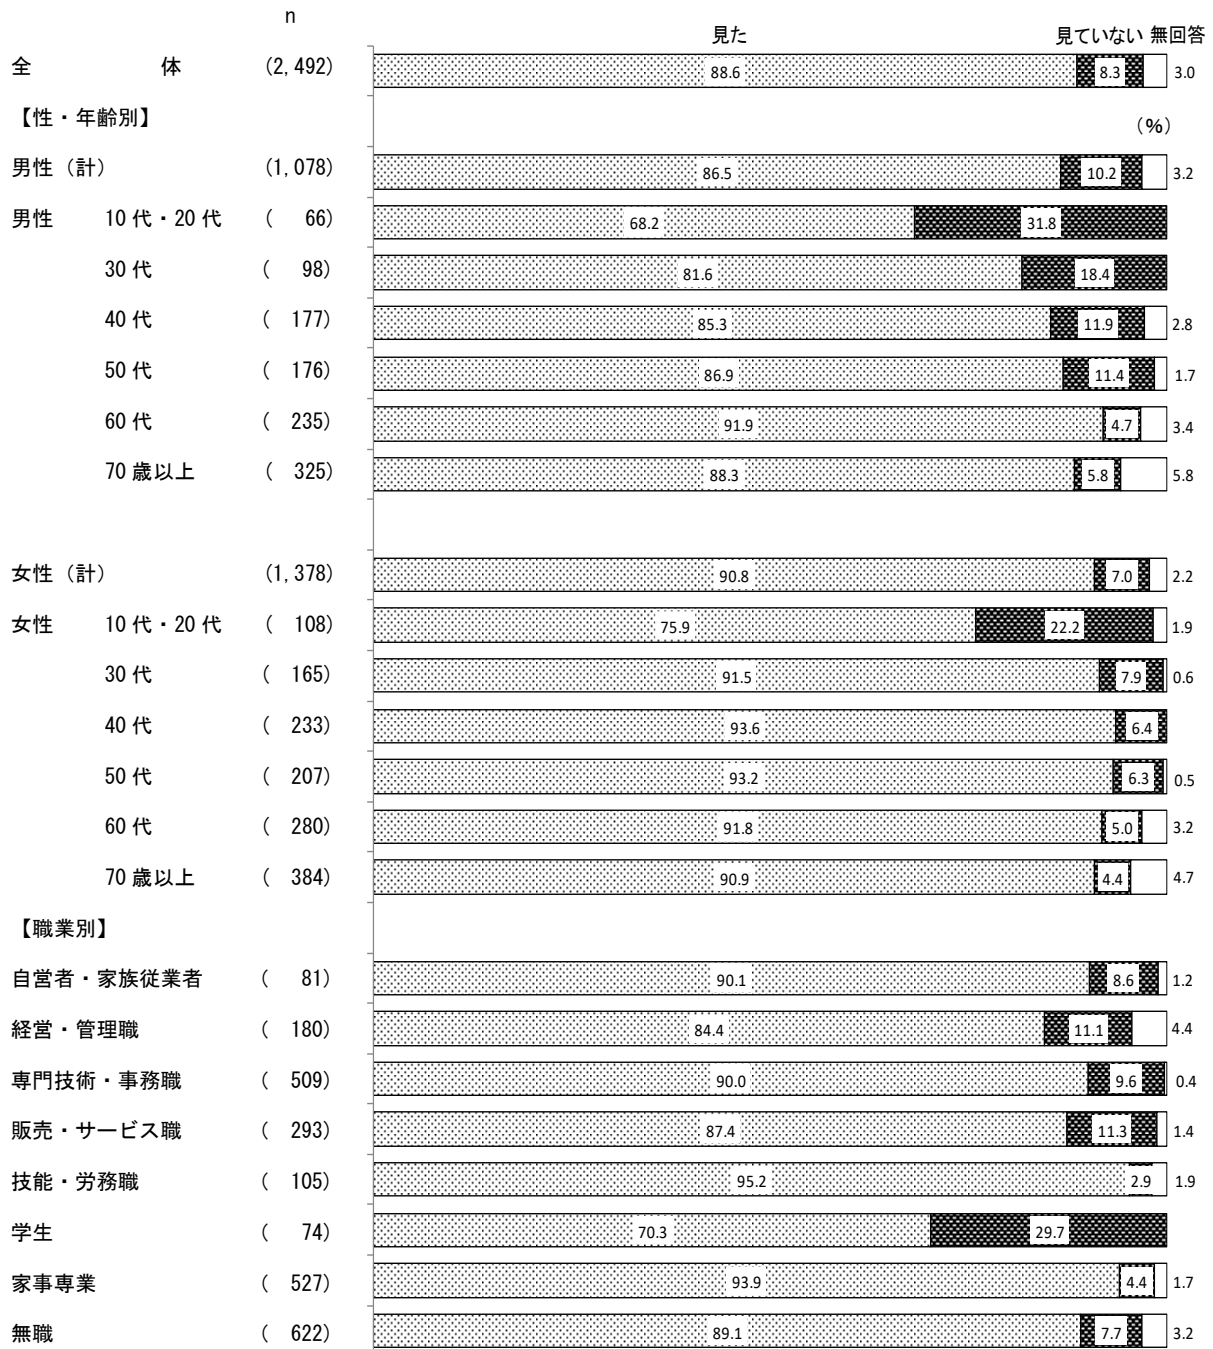 n
見た 見ていない 無回答
全 体 (2,492) 88.6 8.3 3.0
【性・年齢別】 (%)
男性（計） (1,078) 86.5 10.2 3.2
男性 10代・20代 ( 66) 68.2 31.8
30代 ( 98) 81.6 18.4
40代 ( 177) 85.3 11.9 2.8
50代 ( 176) 86.9 11.4 1.7
60代 ( 235) 91.9 4.7 3.4
70歳以上 ( 325) 88.3 5.8 5.8
女性（計） (1,378) 90.8 7.0 2.2
女性 10代・20代 ( 108) 75.9 22.2 1.9
30代 ( 165) 91.5 7.9 0.6
40代 ( 233) 93.6 6.4
50代 ( 207) 93.2 6.3 0.5
60代 ( 280) 91.8 5.0 3.2
70歳以上 ( 384) 90.9 4.4 4.7
【職業別】
自営者・家族従業者 ( 81) 90.1 8.6 1.2
経営・管理職 ( 180) 84.4 11.1 4.4
専門技術・事務職 ( 509) 90.0 9.6 0.4
販売・サービス職 ( 293) 87.4 11.3 1.4
技能・労務職 ( 105) 95.2 2.9 1.9
学生 ( 74) 70.3 29.7
家事専業 ( 527) 93.9 4.4 1.7
無職 ( 622) 89.1 7.7 3.2